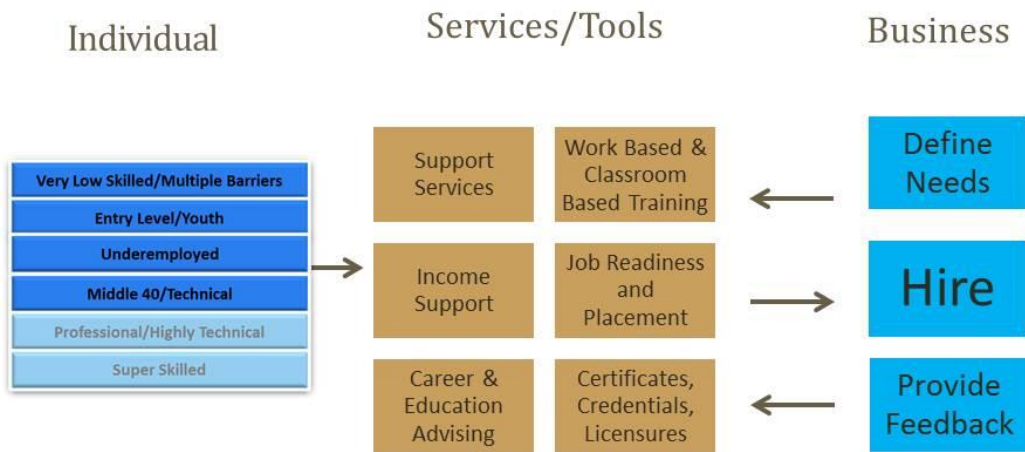 Individual
Services/Tools
Business
Very Low Skilled/Multiple Barriers
Entry Level/Youth
Underemployed
Middle 40/Technical
Professional/Highly Technical
Super Skilled
Support
Services
Work Based &
Classroom
Based Training
Income
Support
Job Readiness
and
Placement
Career &
Education
Advising
Certificates,
Credentials,
Licensures
Define
Needs
Hire
Provide
Feedback